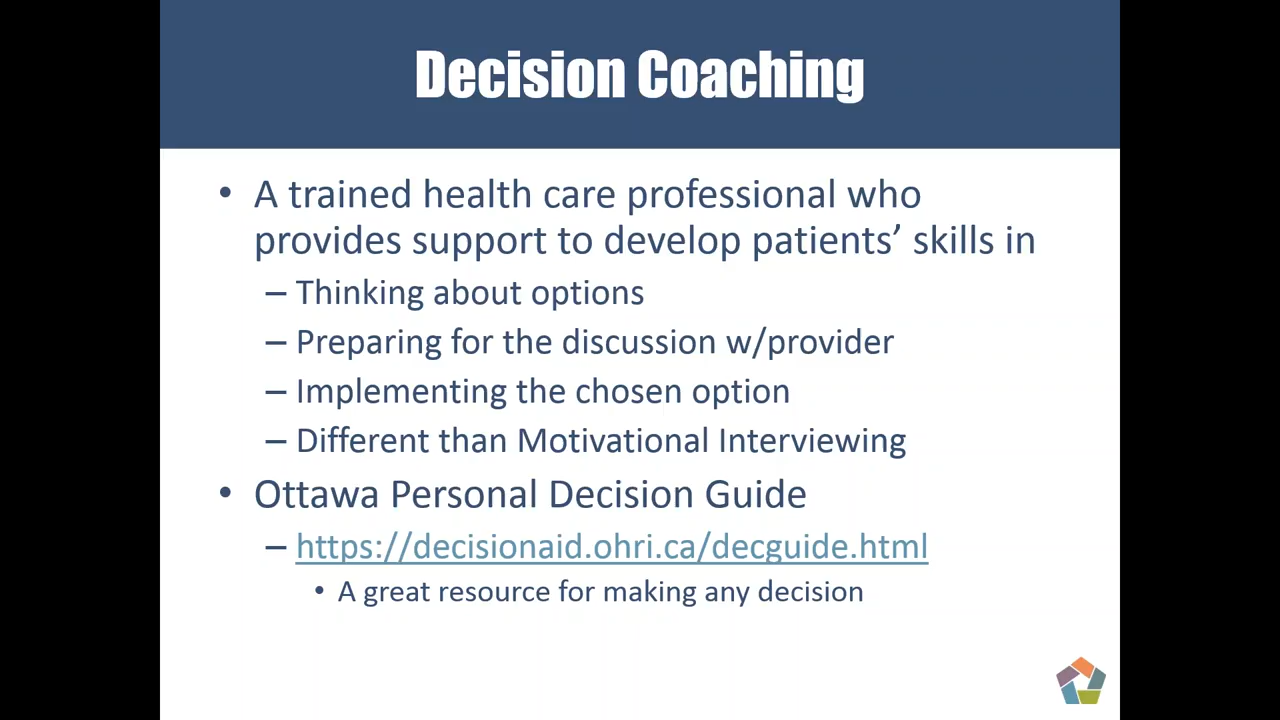 Decision Coaching
• A trained health care professional who
provides support to develop patients’ skills in
– Thinking about options
– Preparing for the discussion w/provider
– Implementing the chosen option
– Different than Motivational Interviewing
• Ottawa Personal Decision Guide
– https://decisionaid.ohri.ca/decguide.html
• A great resource for making any decision